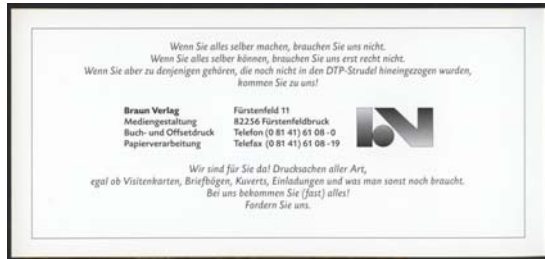 Wenn Sie alles selber machen, brauchen Sie uns nicht.
Wenn Sie alles selber können, brauchen Sie uns erst recht nicht.
Wenn Sie aber zu denjenigen gehören, die noch nicht in den DTP-Strudel hineingezogen wurden,
kommen Sie zu uns!
Braun Verlag Fürstenfeld 11
Mediengestaltung 82256 Fürstenfeldbruck
Buch- und Offsetdruck Telefon (0 81 41) 61 08 -0
Papierverarbeitung Telefax (0 81 41) 61 08 -19
Wir sind für Sie da! Drucksachen aller Art,
egal ob Visitenkarten, Briefbögen, Kuverts, Einladungen und was man sonst noch braucht.
Bei uns bekommen Sie (fast) alles!
Fordern Sie uns.